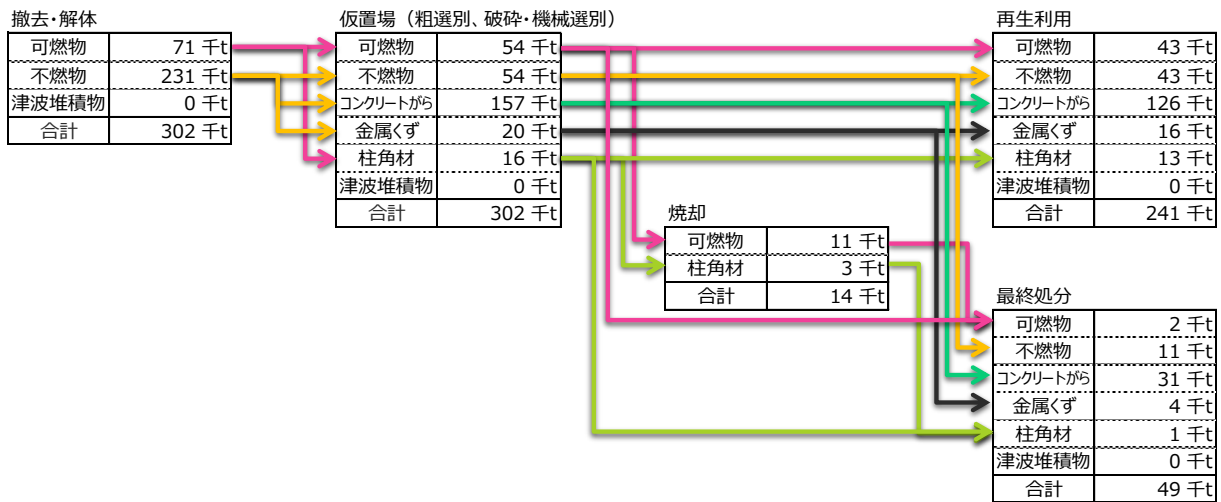 撤去・解体
可燃物 71 千t
不燃物 231 千t
津波堆積物 0 千t
合計 302 千t
仮置場（粗選別、破砕・機械選別）
可燃物 54 千t
不燃物 54 千t
コンクリートがら 157 千t
金属くず 20 千t
柱角材 16 千t
津波堆積物 0 千t
合計 302 千t
焼却
可燃物 11 千t
柱角材 3 千t
合計 14 千t
再生利用
可燃物 43 千t
不燃物 43 千t
コンクリートがら 126 千t
金属くず 16 千t
柱角材 13 千t
津波堆積物 0 千t
合計 241 千t
最終処分
可燃物 2 千t
不燃物 11 千t
コンクリートがら 31 千t
金属くず 4 千t
柱角材 1 千t
津波堆積物 0 千t
合計 49 千t